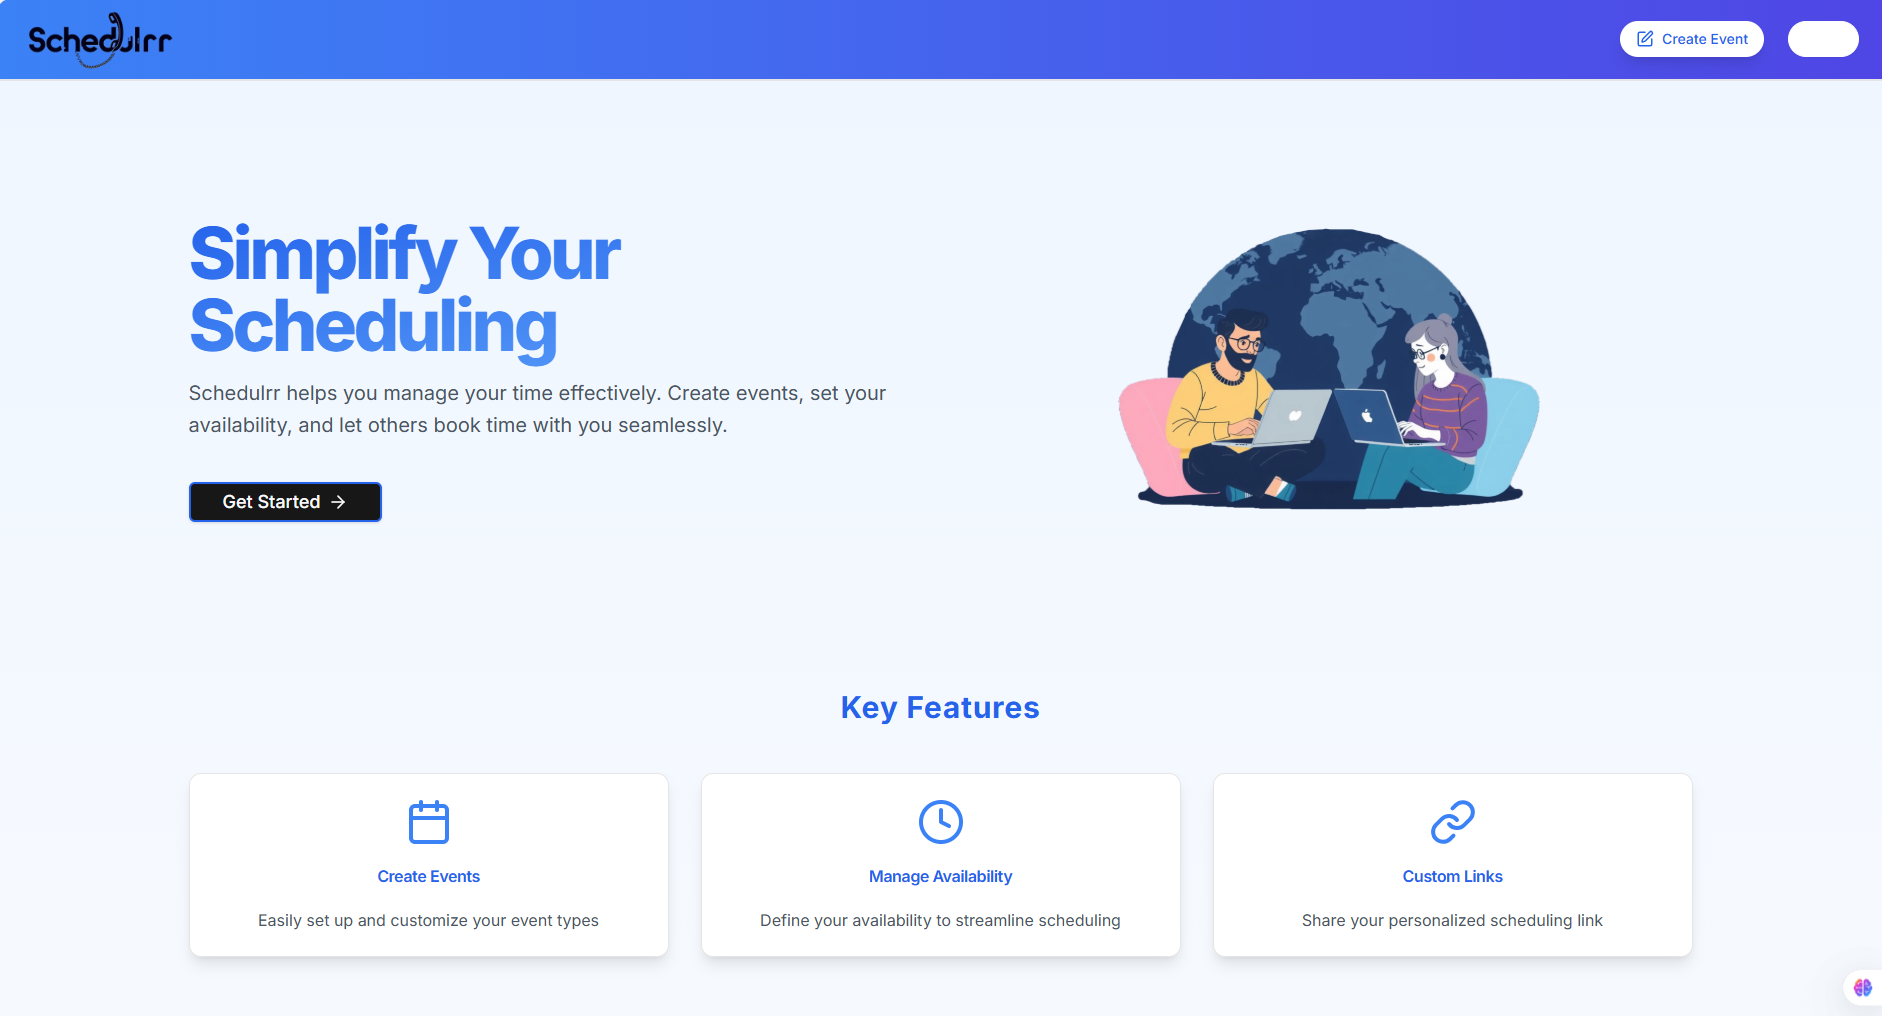 Schedulrr
Create Event
Simplify Your
Scheduling
Schedulrr helps you manage your time effectively. Create events, set your
availability, and let others book time with you seamlessly.
Get Started
Key Features
Create Events
Easily set up and customize your event types
Manage Availability
Define your availability to streamline scheduling
Custom Links
Share your personalized scheduling link